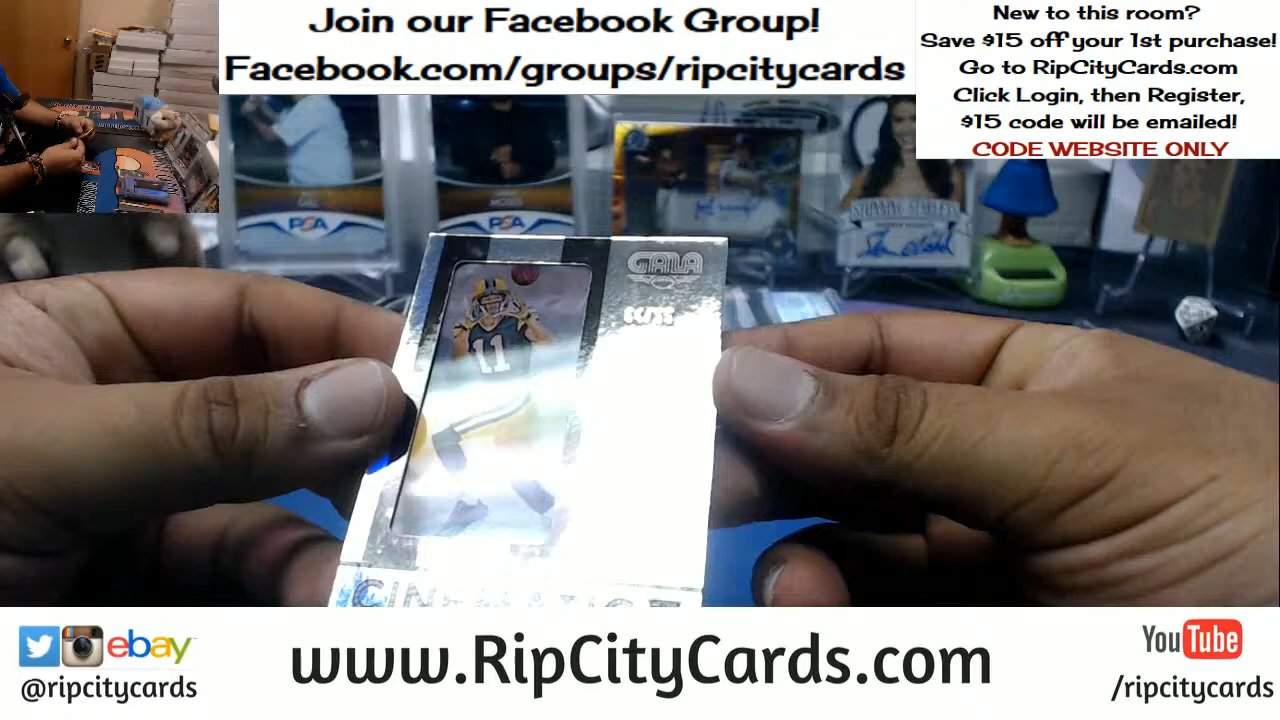 Join our Facebook Group!
Facebook.com/groups/ripcitycards
New to this room?
Save $15 off your 1st purchase!
Go to RipCityCards.com
Click Login, then Register,
$15 code will be emailed!
CODE WEBSITE ONLY
PSA
PSA
GALA
11
ebay
@ripcitycards
www.RipCityCards.com
YouTube
/ripcitycards